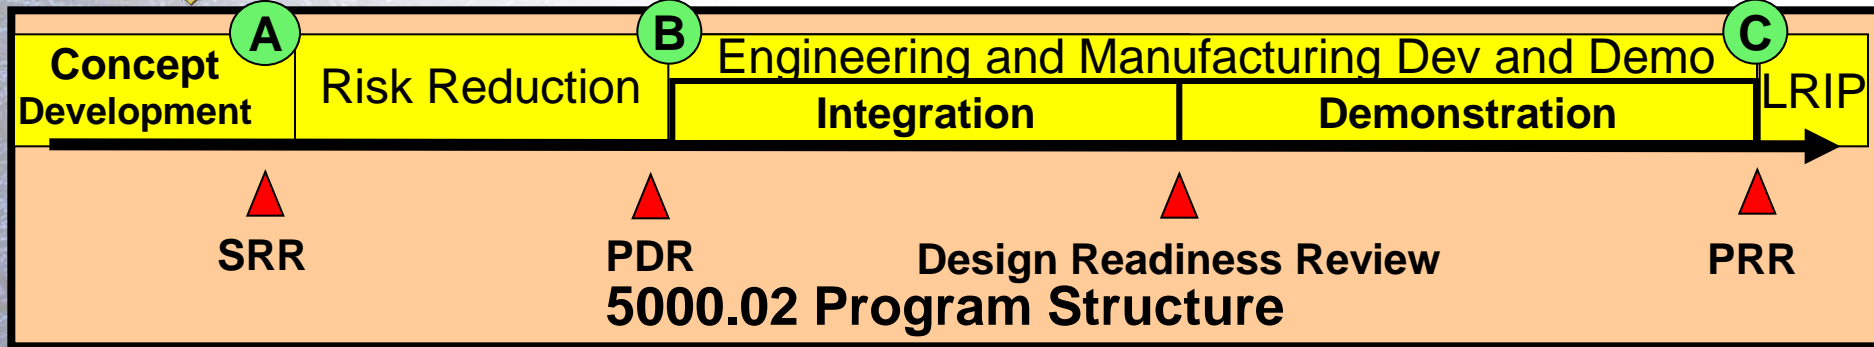 A
B
C
Concept
Development
Risk Reduction
Engineering and Manufacturing Dev and Demo
Integration
Demonstration
LRIP
SRR
PDR
Design Readiness Review
PRR
5000.02 Program Structure